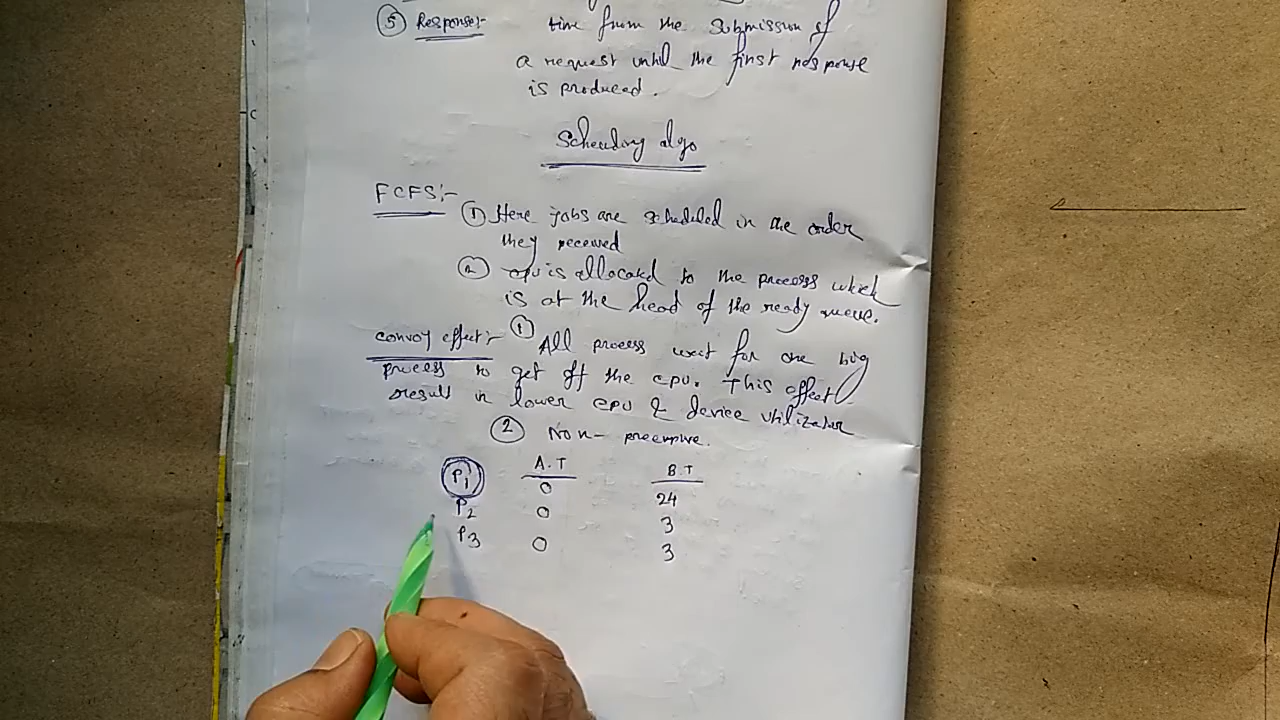 ⑤ Response:- time from the submission of
a request until the first response
is produced.
Scheduling algo
FCFS:-
① Here jobs are scheduled in the order
they received
② cpu is allocated to the process which
is at the head of the ready queue.
convoy effect:- ① All process wait for one big
process to get off the cpu. This effect
result in lower cpu & device utilization
② Non-preemptive.
A.T B.T
P1 0 24
P2 0 3
P3 0 3